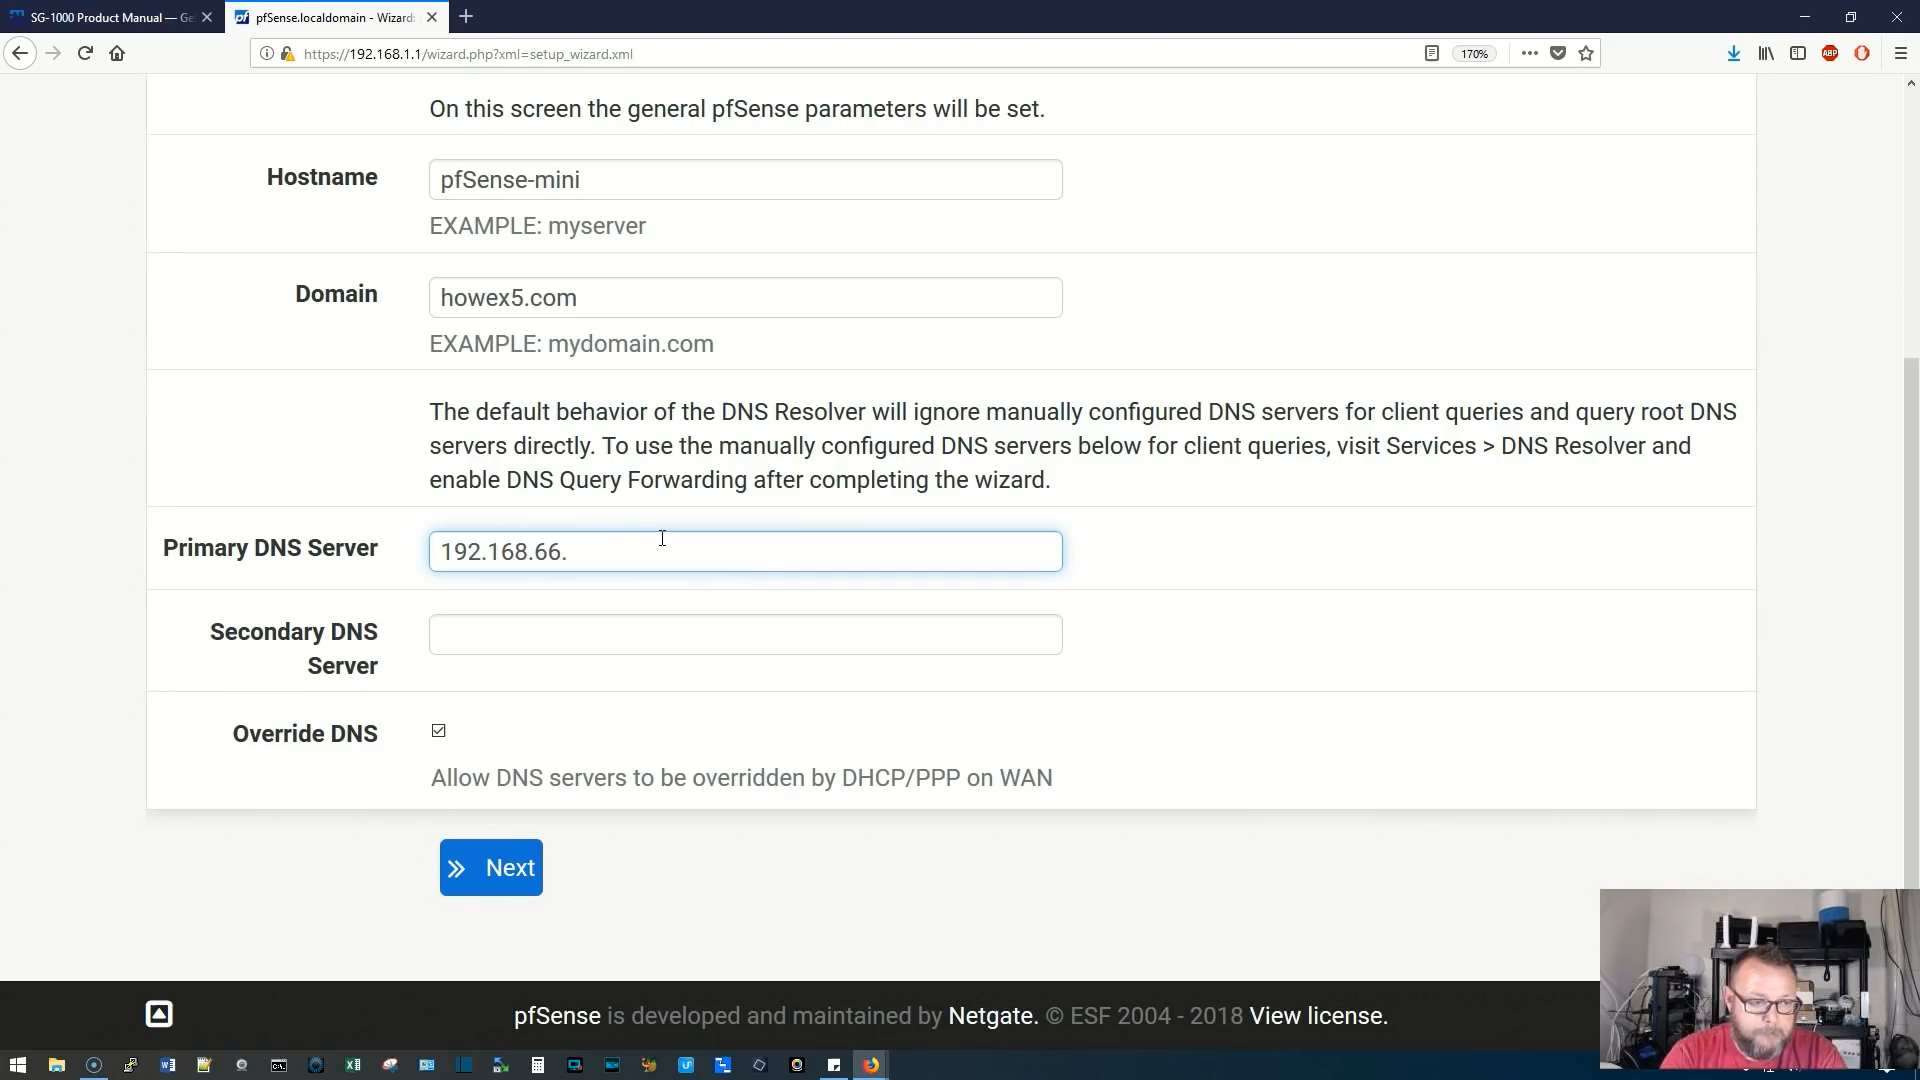 SG-1000 Product Manual — Ge
pfSense.localdomain - Wizard:
https://192.168.1.1/wizard.php?xml=setup_wizard.xml
170%
ABP
On this screen the general pfSense parameters will be set.
Hostname
pfSense-mini
EXAMPLE: myserver
Domain
howex5.com
EXAMPLE: mydomain.com
The default behavior of the DNS Resolver will ignore manually configured DNS servers for client queries and query root DNS
servers directly. To use the manually configured DNS servers below for client queries, visit Services > DNS Resolver and
enable DNS Query Forwarding after completing the wizard.
Primary DNS Server
192.168.66.
Secondary DNS
Server
Override DNS
Allow DNS servers to be overridden by DHCP/PPP on WAN
Next
pfSense is developed and maintained by Netgate. © ESF 2004 - 2018 View license.